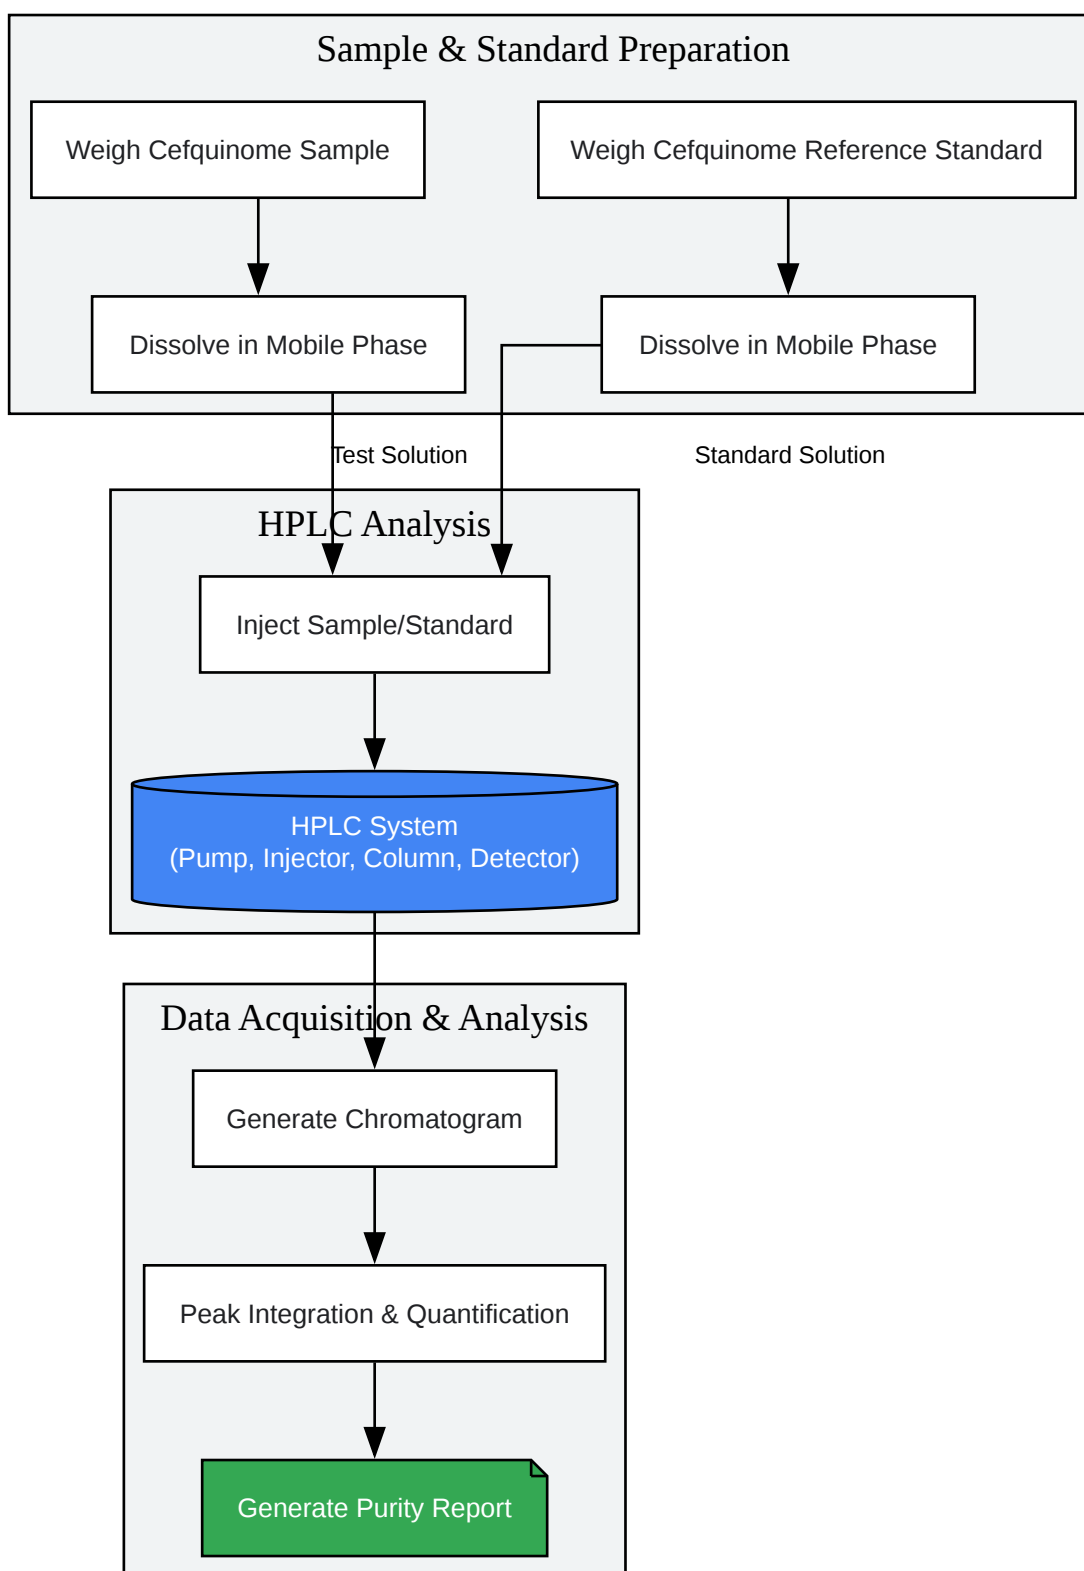 Sample & Standard Preparation
Weigh Cefquinome Sample
Weigh Cefquinome Reference Standard
Dissolve in Mobile Phase
Dissolve in Mobile Phase
Test Solution
Standard Solution
HPLC Analysis
Inject Sample/Standard
HPLC System
(Pump, Injector, Column, Detector)
Data Acquisition & Analysis
Generate Chromatogram
Peak Integration & Quantification
Generate Purity Report